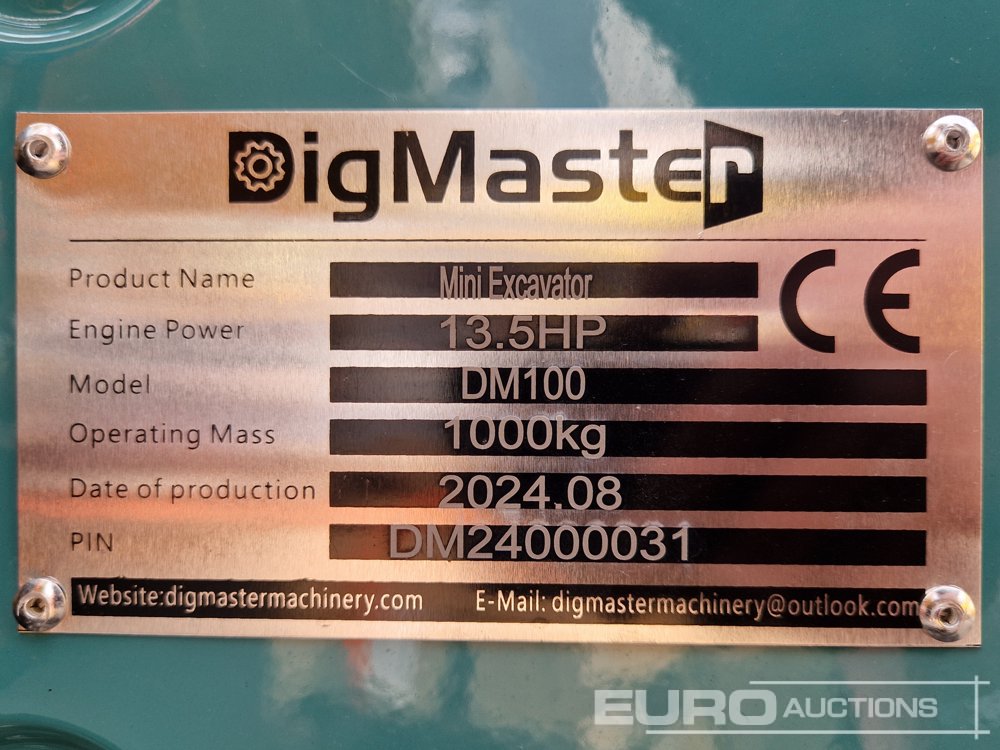 DigMaster
Product Name Mini Excavator
CE
Engine Power 13.5HP
Model DM100
Operating Mass 1000kg
Date of production 2024.08
PIN DM24000031
Website:digmastermachinery.com E-Mail: digmastermachinery@outlook.com
EURO AUCTIONS